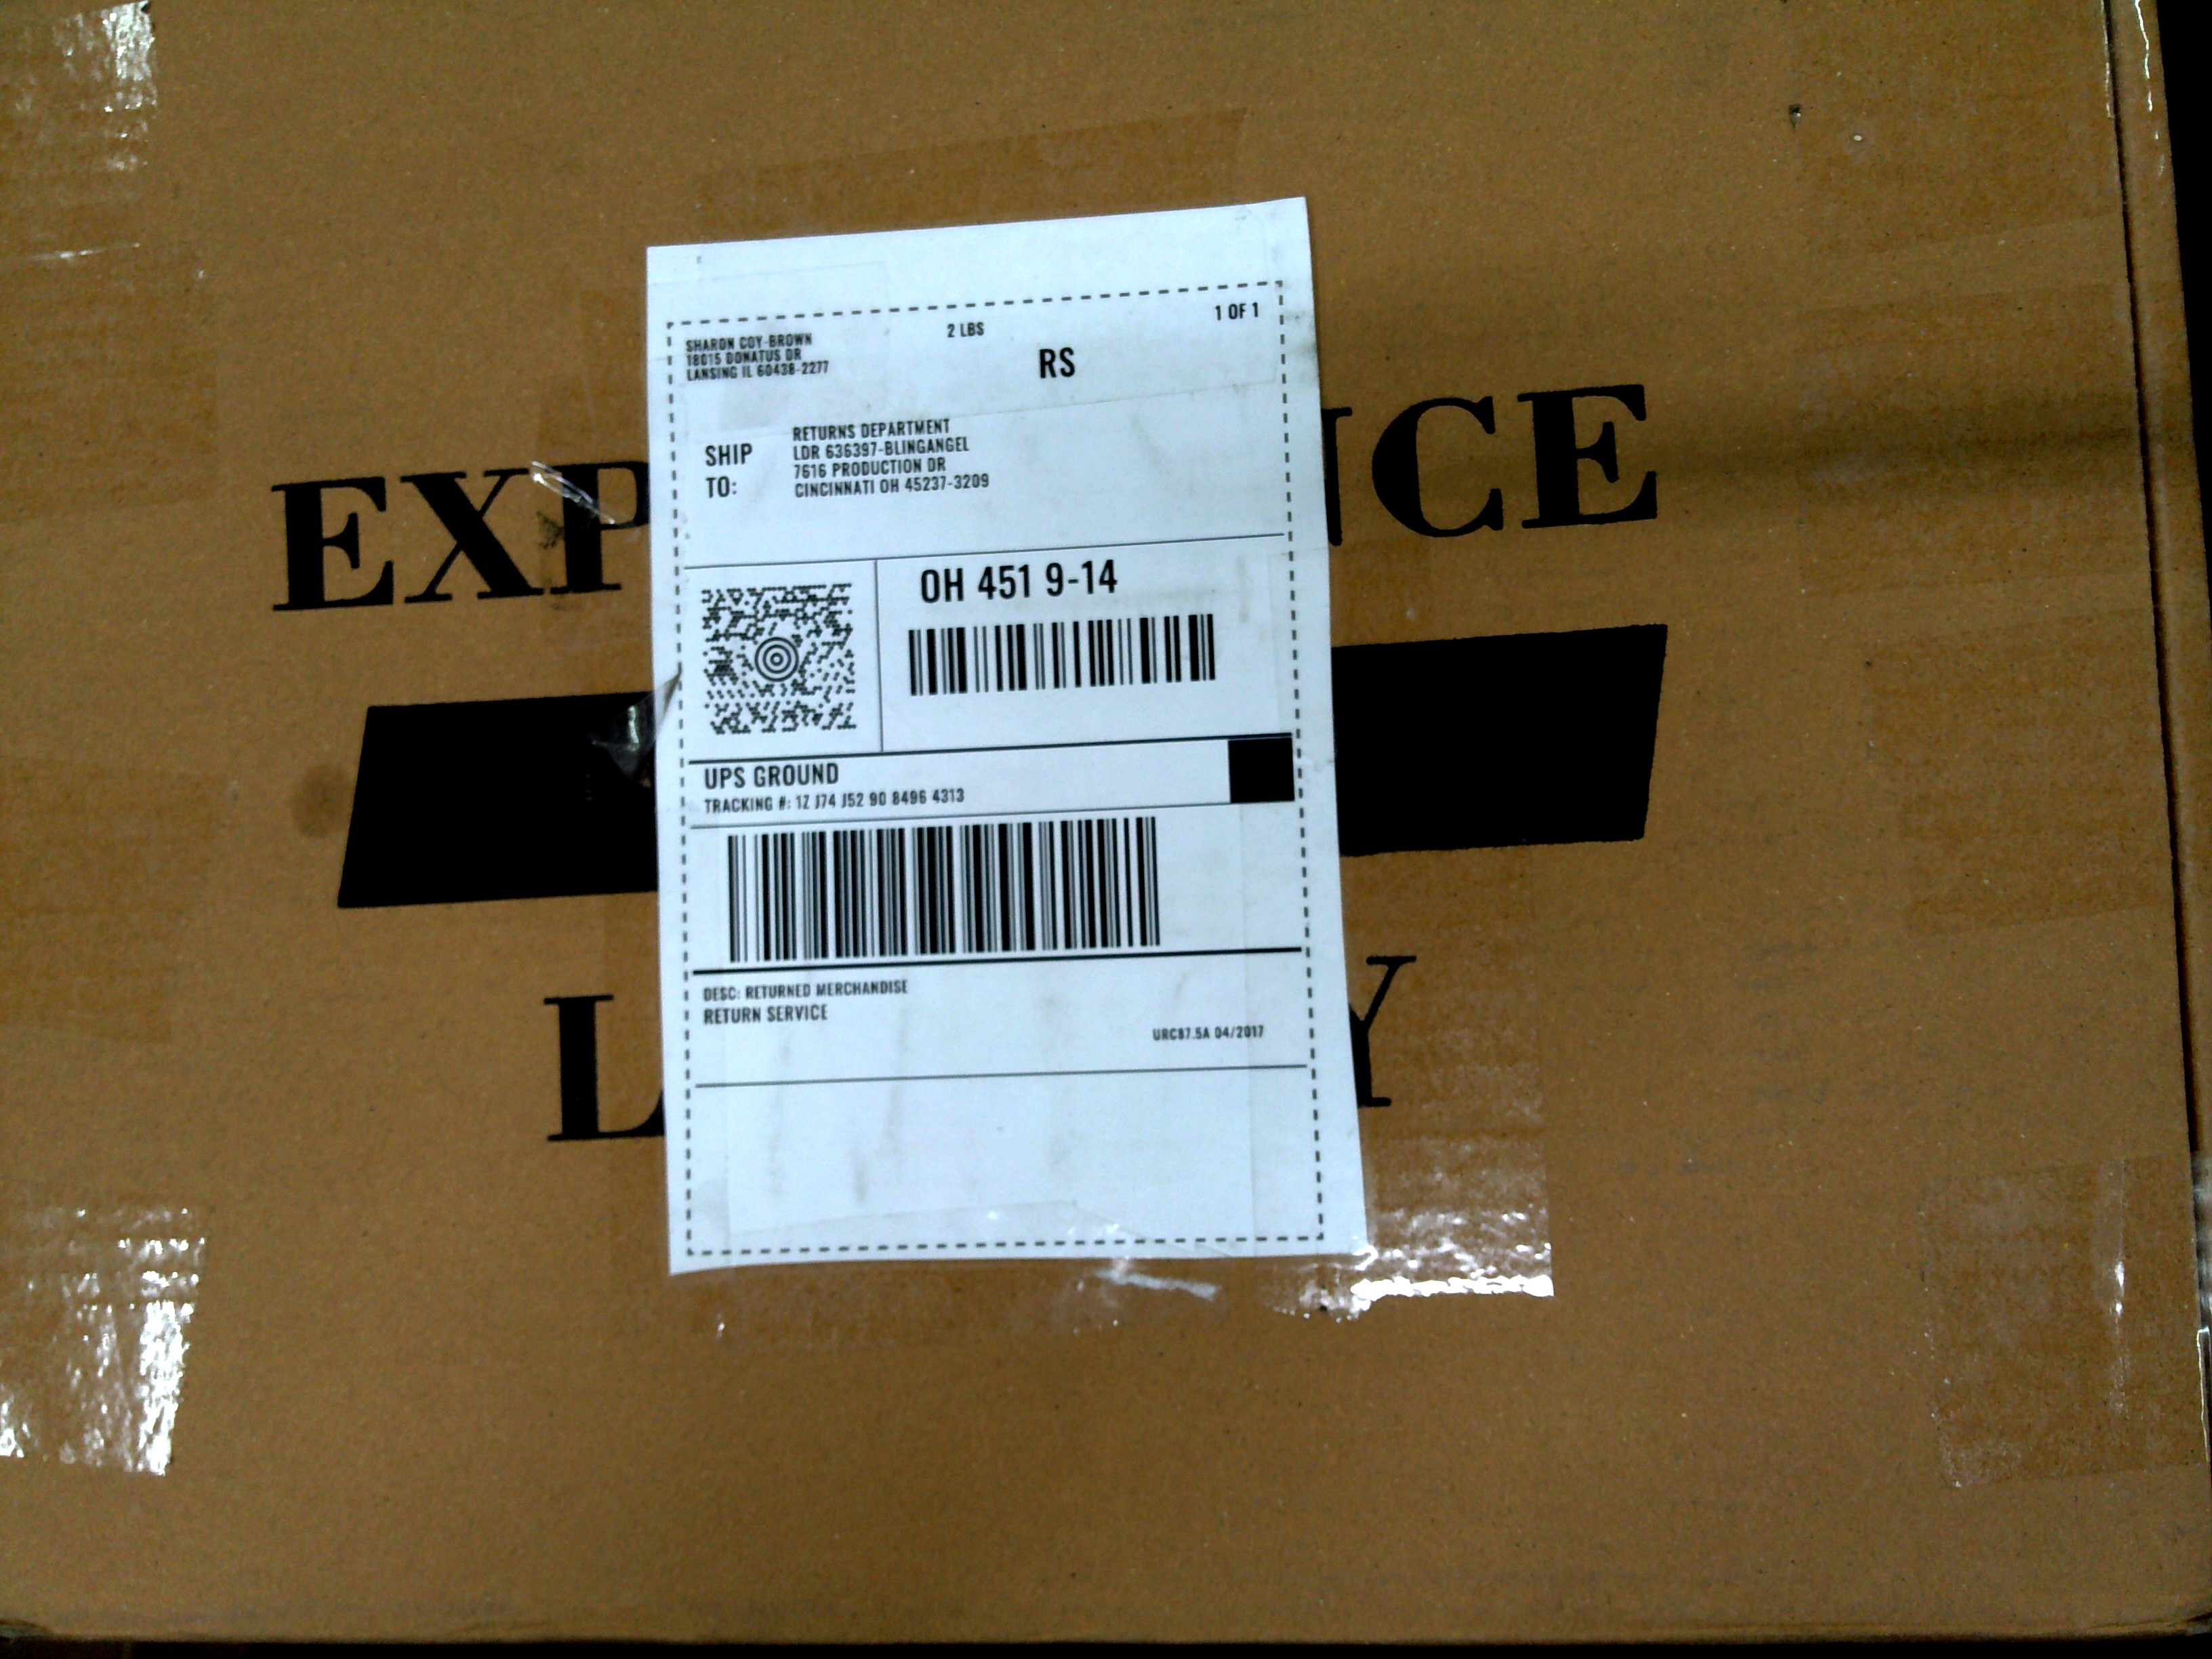 SHARON COY-BROWN
18015 DONATUS DR
LANSING IL 60438-2277
2 LBS
1 OF 1
RS
SHIP TO:
RETURNS DEPARTMENT
LDR 636397-BLINGANGEL
7616 PRODUCTION DR
CINCINNATI OH 45237-3209
OH 451 9-14
UPS GROUND
TRACKING #: 1Z J74 J52 90 8496 4313
DESC: RETURNED MERCHANDISE
RETURN SERVICE
URC87.5A 04/2017
EXP NCE
L Y